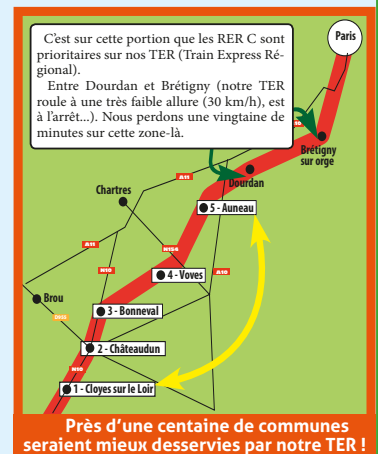 C'est sur cette portion que les RER C sont
prioritaires sur nos TER (Train Express Ré-
gional).
Entre Dourdan et Brétigny (notre TER
roule à une très faible allure (30 km/h), est
à l'arrêt...). Nous perdons une vingtaine de
minutes sur cette zone-là.
Paris
Brétigny
sur orge
A11
Dourdan
Chartres
5 - Auneau
A11
N154
N10
4 - Voves
A10
Brou
3 - Bonneval
2 - Châteaudun
N10
1 - Cloyes sur le Loir
Près d'une centaine de communes
seraient mieux desservies par notre TER !